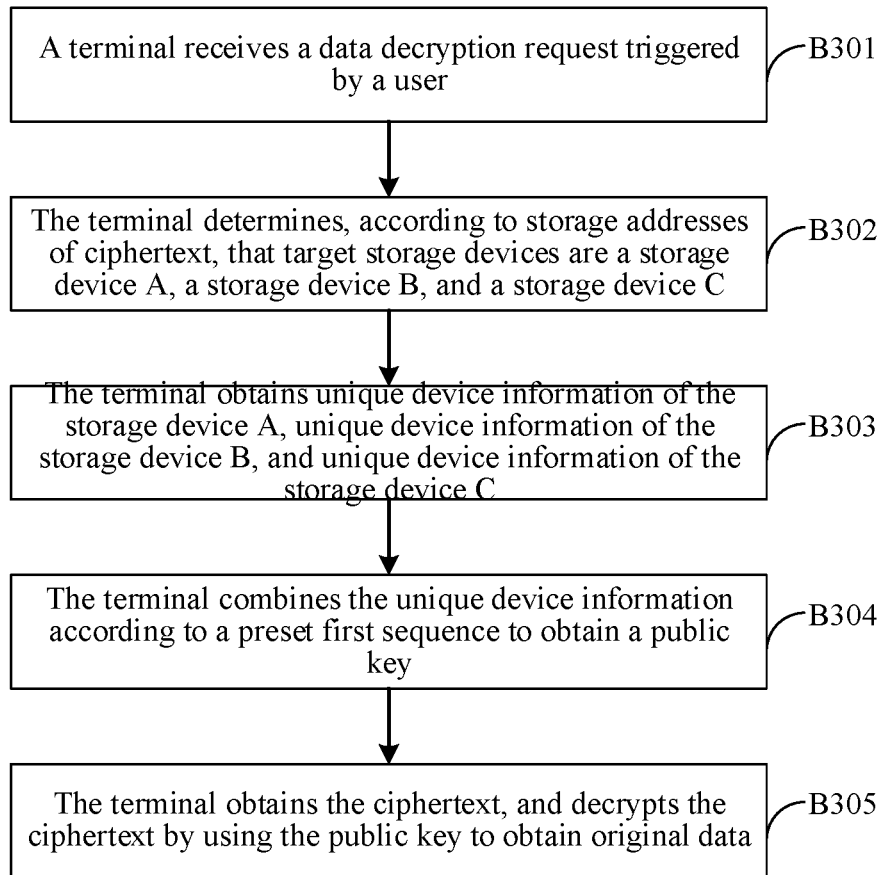 A terminal receives a data decryption request triggered
by a user
B301
The terminal determines, according to storage addresses
of ciphertext, that target storage devices are a storage
device A, a storage device B, and a storage device C
B302
The terminal obtains unique device information of the
storage device A, unique device information of the
storage device B, and unique device information of the
storage device C
B303
The terminal combines the unique device information
according to a preset first sequence to obtain a public
key
B304
The terminal obtains the ciphertext, and decrypts the
ciphertext by using the public key to obtain original data
B305